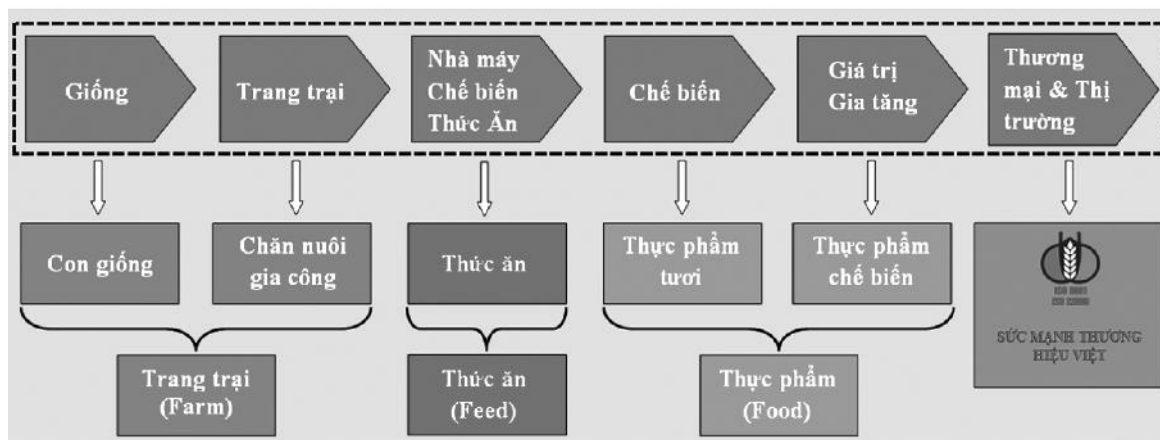 Giống
Trang trại
Nhà máy
Chế biến
Thức Ăn
Chế biến
Giá trị
Gia tăng
Thương
mại & Thị
trường
Con giống
Chăn nuôi
gia công
Thức ăn
Thực phẩm
tươi
Thực phẩm
chế biến
SỨC MẠNH THƯƠNG
HIỆU VIỆT
Trang trại
(Farm)
Thức ăn
(Feed)
Thực phẩm
(Food)